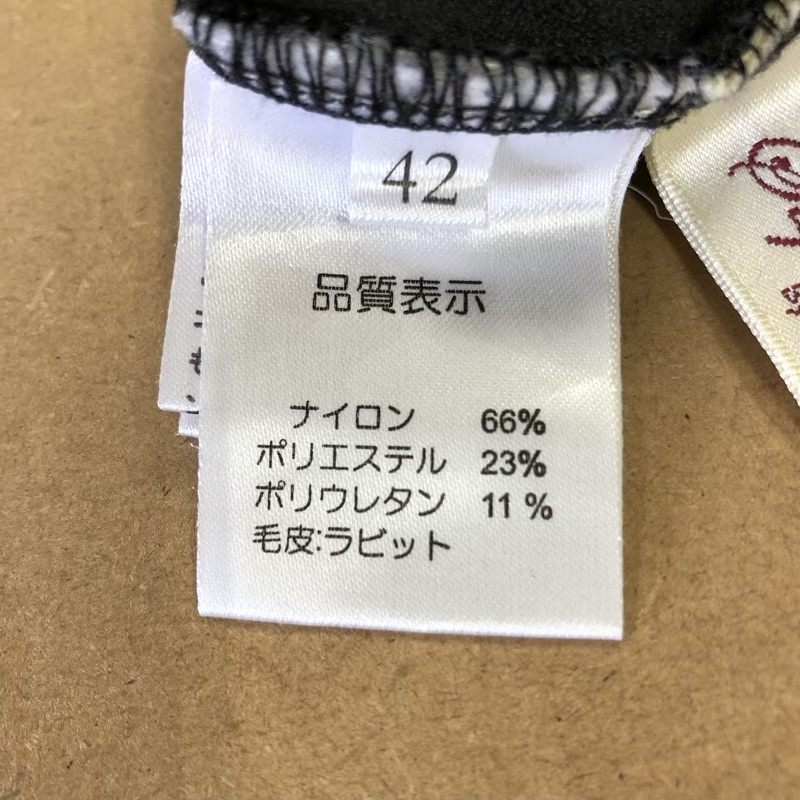 42
品質表示
ナイロン 66%
ポリエステル 23%
ポリウレタン 11 %
毛皮:ラビット